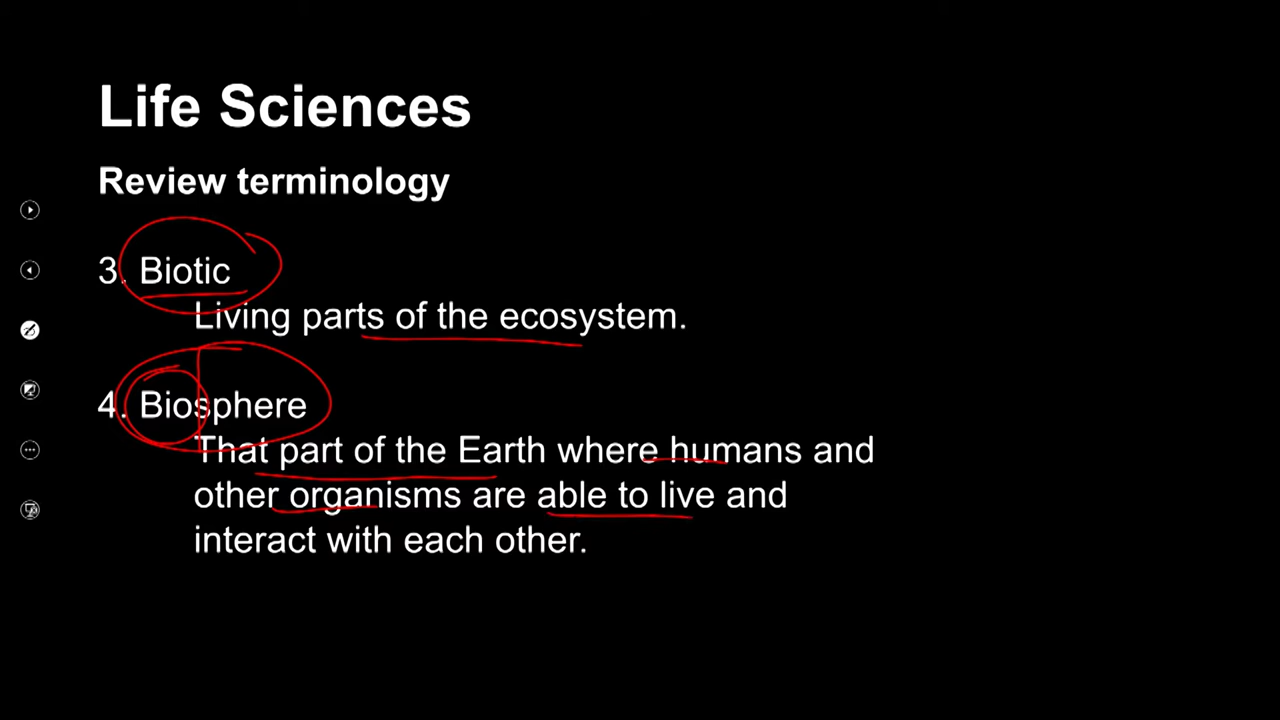 Life Sciences
Review terminology
3. Biotic
Living parts of the ecosystem.
4. Biosphere
That part of the Earth where humans and
other organisms are able to live and
interact with each other.